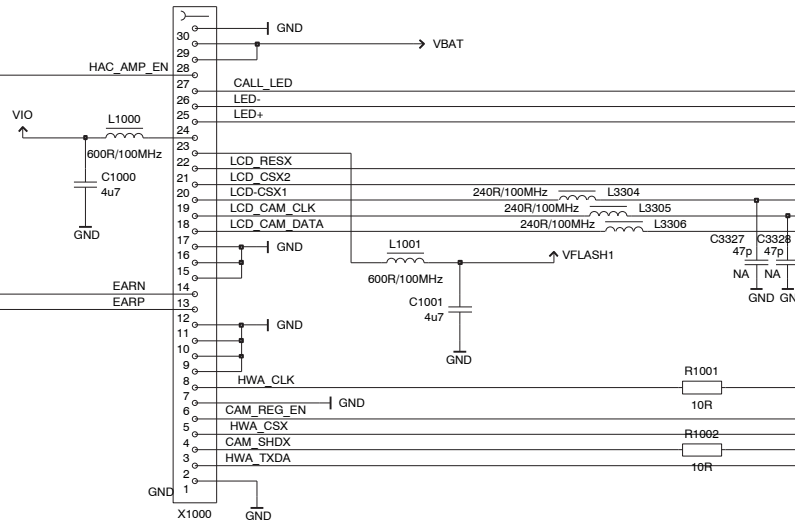 GND
30
VBAT
29
HAC_AMP_EN 28
CALL_LED
27
LED-
26
LED+
25
VIO
L1000
24
600R/100MHz
23
LCD_RESX
22
C1000
4u7
LCD_CSX2
21
LCD-CSX1 240R/100MHz L3304
20
LCD_CAM_CLK 240R/100MHz L3305
19
LCD_CAM_DATA 240R/100MHz L3306
18
GND
17
GND
16
L1001
VFLASH1
C3327 C3328
47p 47p
15
600R/100MHz
NA NA
EARN 14
GND GN
EARP 13
C1001
4u7
12
GND
11
GND
10
9
R1001
8
HWA_CLK
10R
7
GND
6
CAM_REG_EN
5
HWA_CSX
R1002
4
CAM_SHDX
10R
3
HWA_TXDA
2
GND 1
X1000
GND